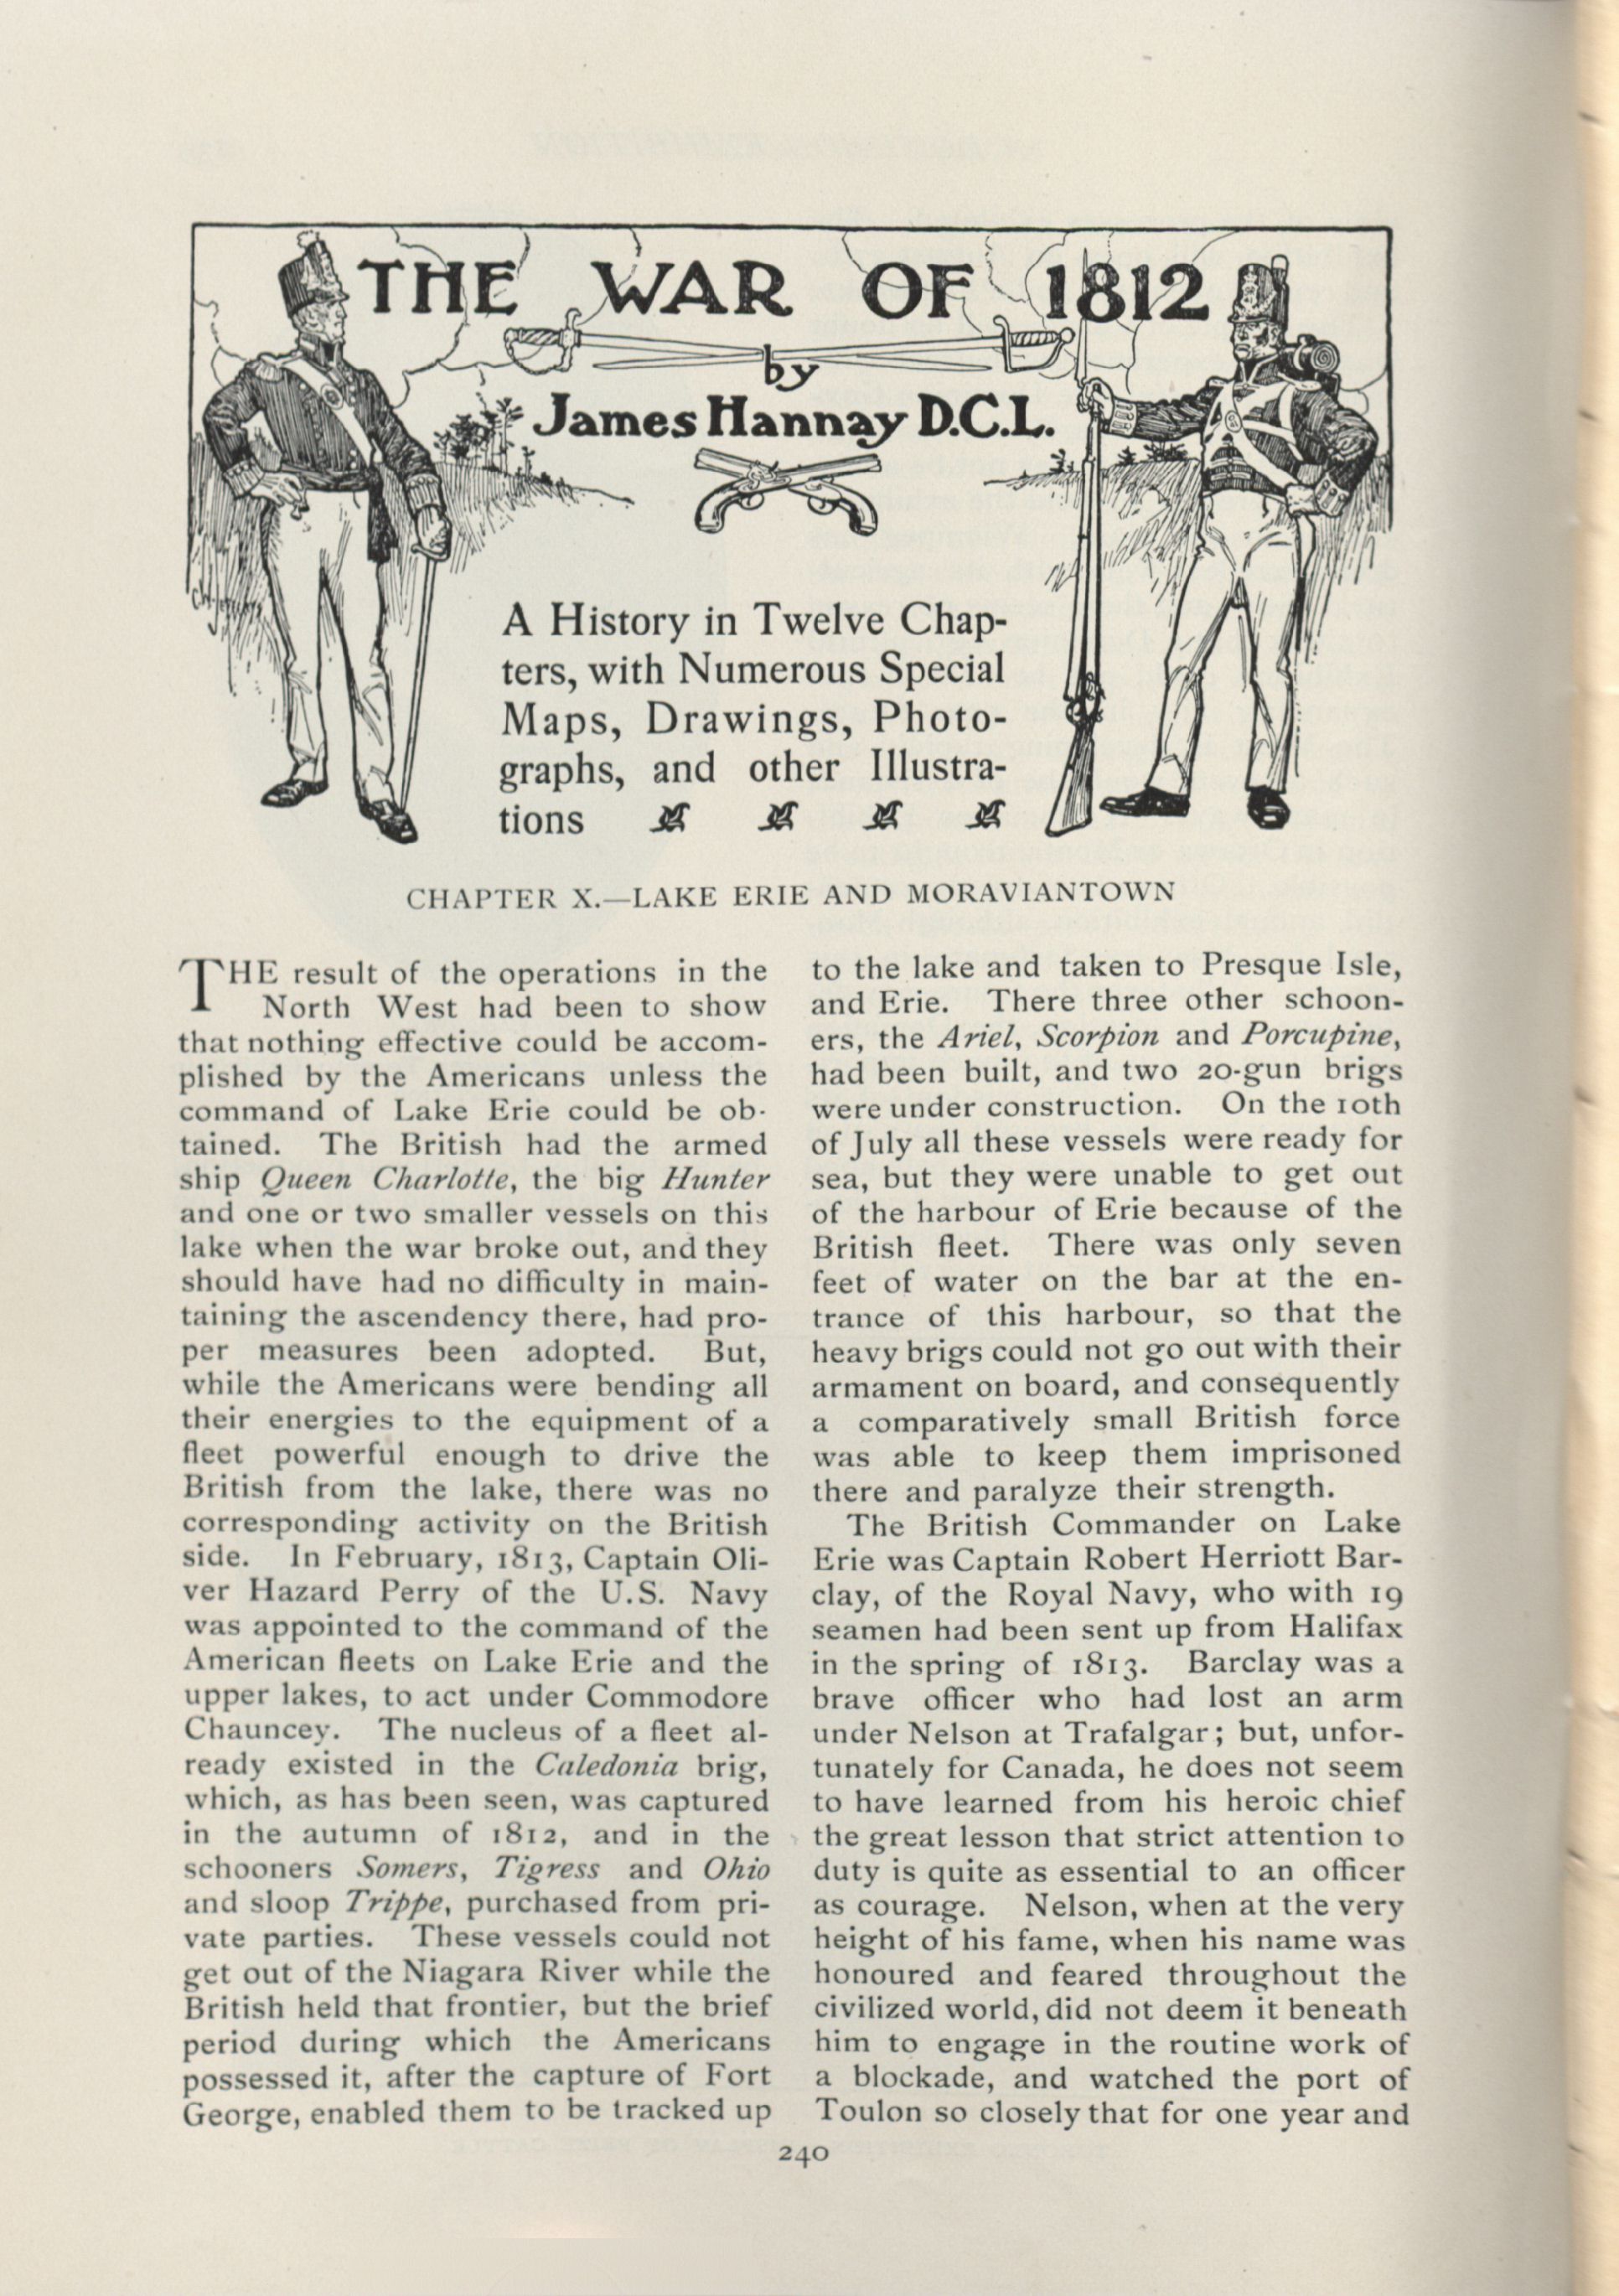 THE WAR OF 1812
by
James Hannay D.C.L.
A History in Twelve Chap-
ters, with Numerous Special
Maps, Drawings, Photo-
graphs, and other Illustra-
tions
CHAPTER X.—LAKE ERIE AND MORAVIANTOWN
THE result of the operations in the
North West had been to show
that nothing effective could be accom-
plished by the Americans unless the
command of Lake Erie could be ob-
tained. The British had the armed
ship Queen Charlotte, the big Hunter
and one or two smaller vessels on this
lake when the war broke out, and they
should have had no difficulty in main-
taining the ascendency there, had pro-
per measures been adopted. But,
while the Americans were bending all
their energies to the equipment of a
fleet powerful enough to drive the
British from the lake, there was no
corresponding activity on the British
side. In February, 1813, Captain Oli-
ver Hazard Perry of the U.S. Navy
was appointed to the command of the
American fleets on Lake Erie and the
upper lakes, to act under Commodore
Chauncey. The nucleus of a fleet al-
ready existed in the Caledonia brig,
which, as has been seen, was captured
in the autumn of 1812, and in the
schooners Somers, Tigress and Ohio
and sloop Trippe, purchased from pri-
vate parties. These vessels could not
get out of the Niagara River while the
British held that frontier, but the brief
period during which the Americans
possessed it, after the capture of Fort
George, enabled them to be tracked up
to the lake and taken to Presque Isle,
and Erie. There three other schoon-
ers, the Ariel, Scorpion and Porcupine,
had been built, and two 20-gun brigs
were under construction. On the 10th
of July all these vessels were ready for
sea, but they were unable to get out
of the harbour of Erie because of the
British fleet. There was only seven
feet of water on the bar at the en-
trance of this harbour, so that the
heavy brigs could not go out with their
armament on board, and consequently
a comparatively small British force
was able to keep them imprisoned
there and paralyze their strength.
The British Commander on Lake
Erie was Captain Robert Herriott Bar-
clay, of the Royal Navy, who with 19
seamen had been sent up from Halifax
in the spring of 1813. Barclay was a
brave officer who had lost an arm
under Nelson at Trafalgar; but, unfor-
tunately for Canada, he does not seem
to have learned from his heroic chief
the great lesson that strict attention to
duty is quite as essential to an officer
as courage. Nelson, when at the very
height of his fame, when his name was
honoured and feared throughout the
civilized world, did not deem it beneath
him to engage in the routine work of
a blockade, and watched the port of
Toulon so closely that for one year and
240